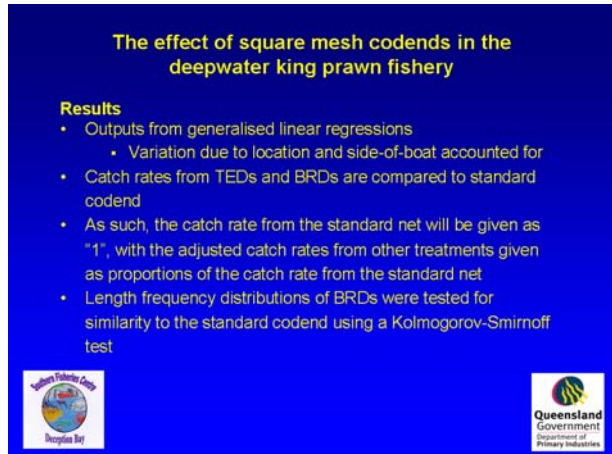 The effect of square mesh codends in the
deepwater king prawn fishery
Results
• Outputs from generalised linear regressions
▪ Variation due to location and side-of-boat accounted for
• Catch rates from TEDs and BRDs are compared to standard
codend
• As such, the catch rate from the standard net will be given as
"1", with the adjusted catch rates from other treatments given
as proportions of the catch rate from the standard net
• Length frequency distributions of BRDs were tested for
similarity to the standard codend using a Kolmogorov-Smirnoff
test
Southern Fisheries Centre
Deception Bay
Queensland
Government
Department of
Primary Industries